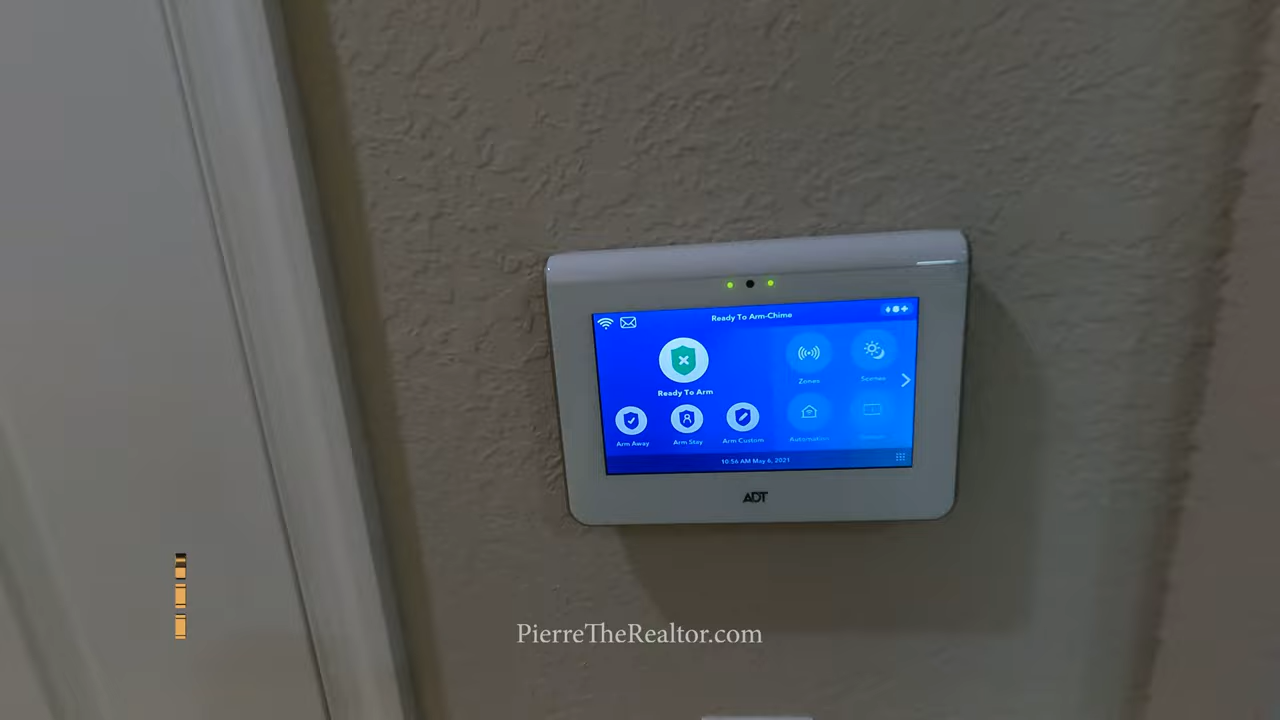 Ready To Arm-Chime
Ready To Arm
Zones
Scenes
Arm Away
Arm Stay
Arm Custom
Automation
10:56 AM May 6, 2021
ADT
PierreTheRealtor.com